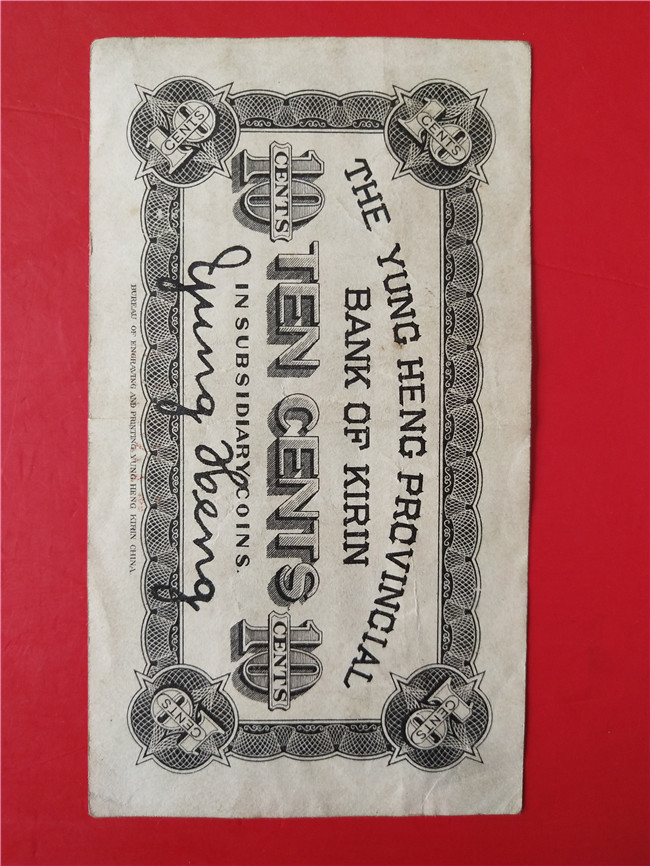 10 CENTS
10 CENTS
THE YUNG HENG PROVINCIAL
BANK OF KIRIN
10 CENTS TEN CENTS 10 CENTS
IN SUBSIDIARY COINS.
Yung Heng
10 CENTS
10 CENTS
BUREAU OF ENGRAVING AND PRINTING YUNG HENG KIRIN CHINA